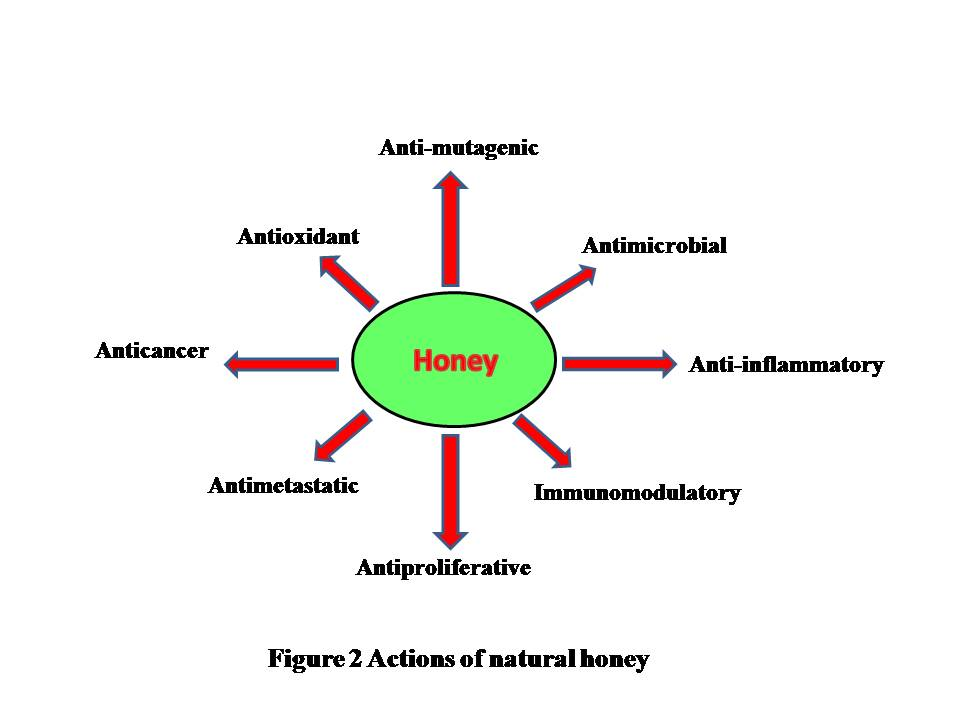 Anti-mutagenic
Antioxidant
Antimicrobial
Anticancer
Honey
Anti-inflammatory
Antimetastatic
Immunomodulatory
Antiproliferative
Figure 2 Actions of natural honey